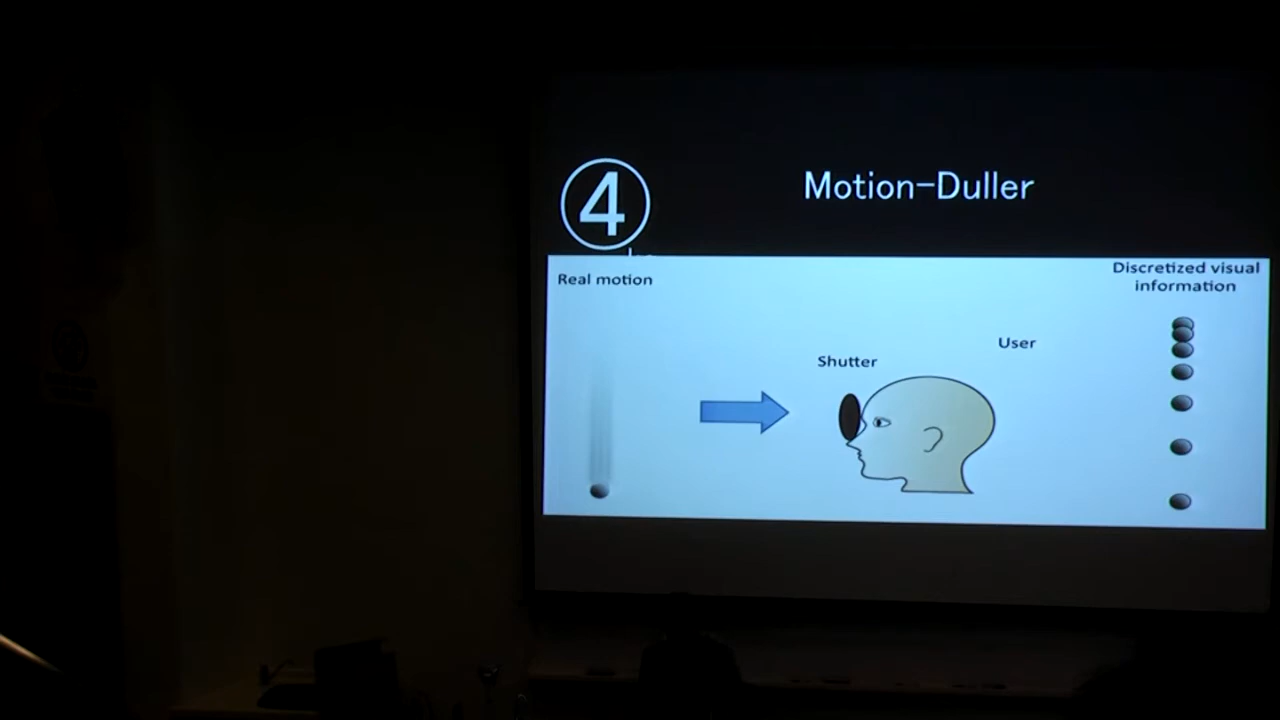 ④
Motion-Duller
Real motion
Discretized visual
information
User
Shutter